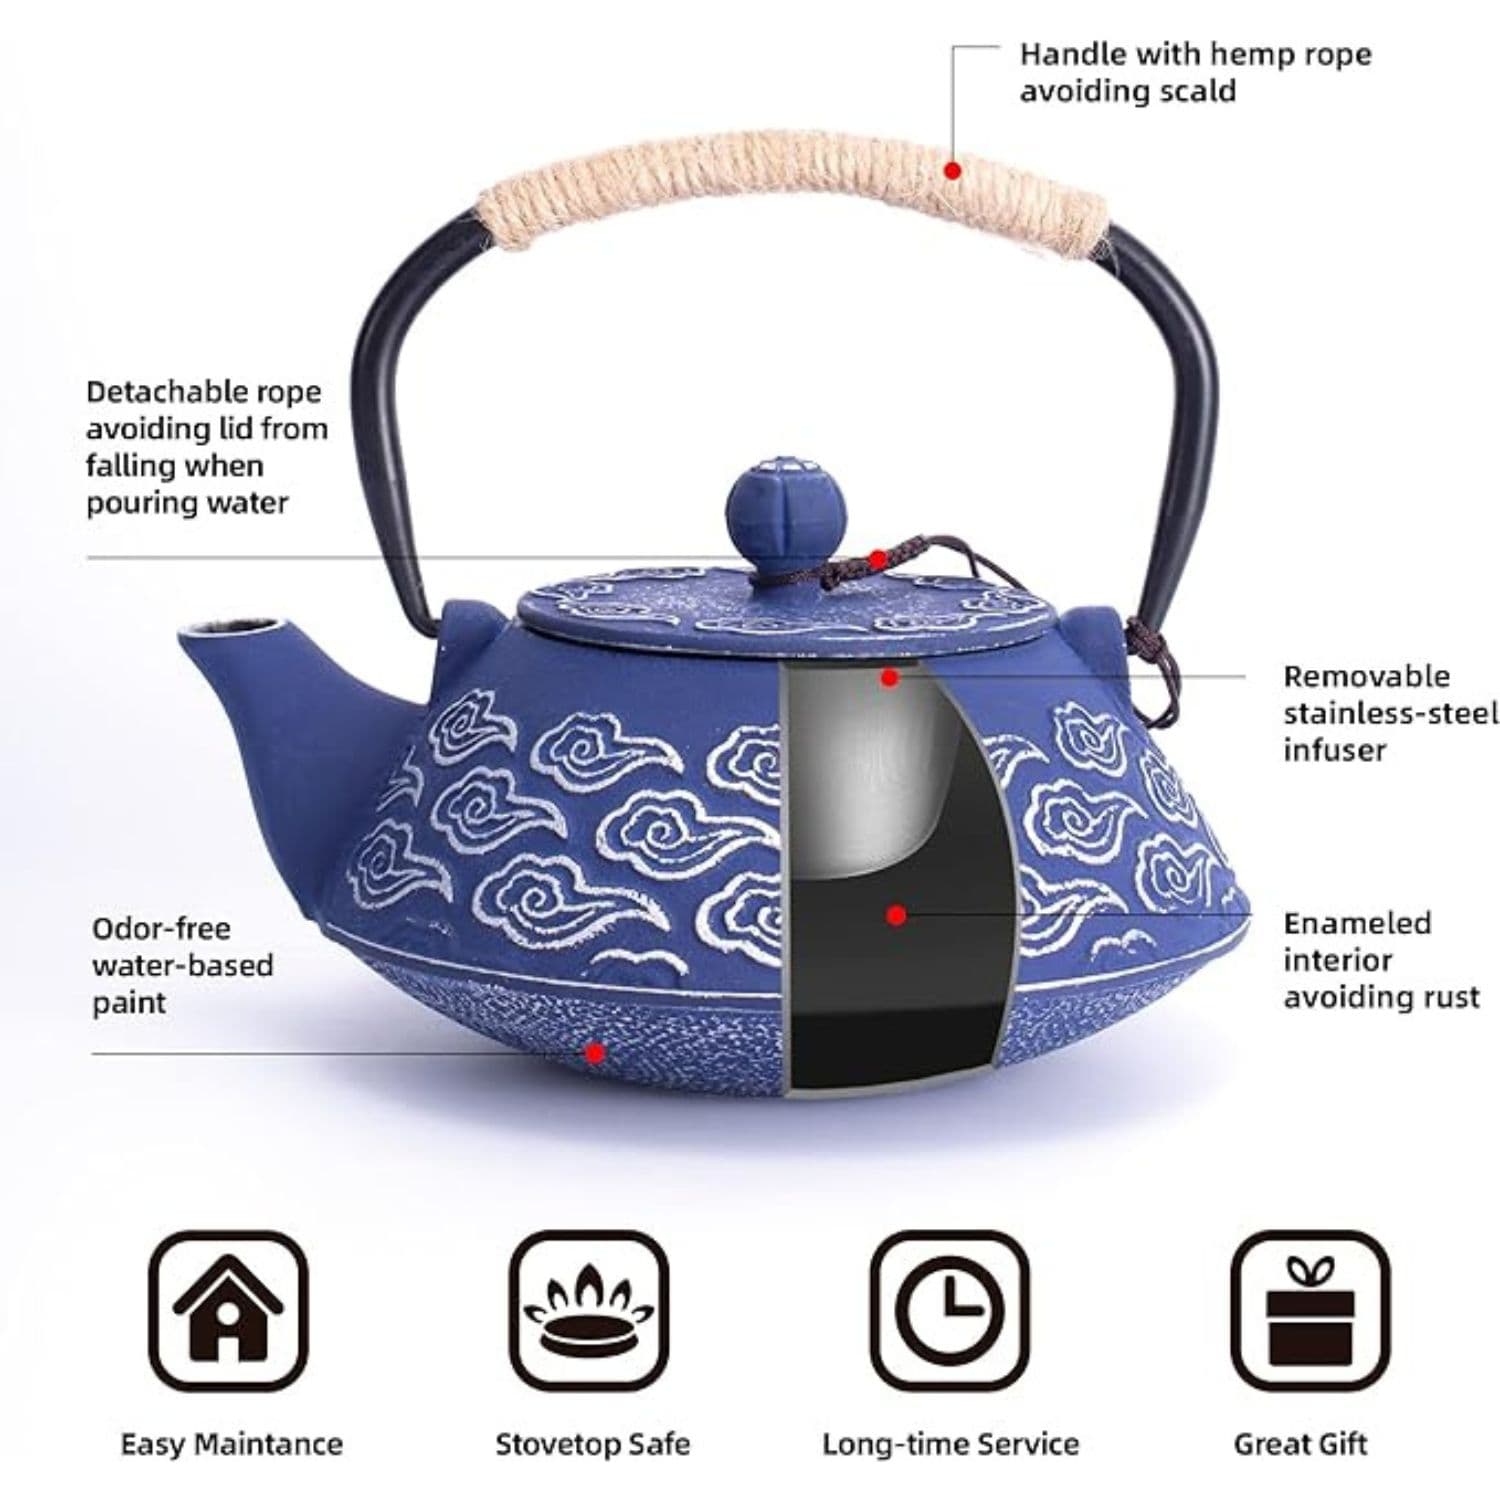 Handle with hemp rope
avoiding scald
Detachable rope
avoiding lid from
falling when
pouring water
Removable
stainless-steel
infuser
Odor-free
water-based
paint
Enameled
interior
avoiding rust
Easy Maintance
Stovetop Safe
Long-time Service
Great Gift